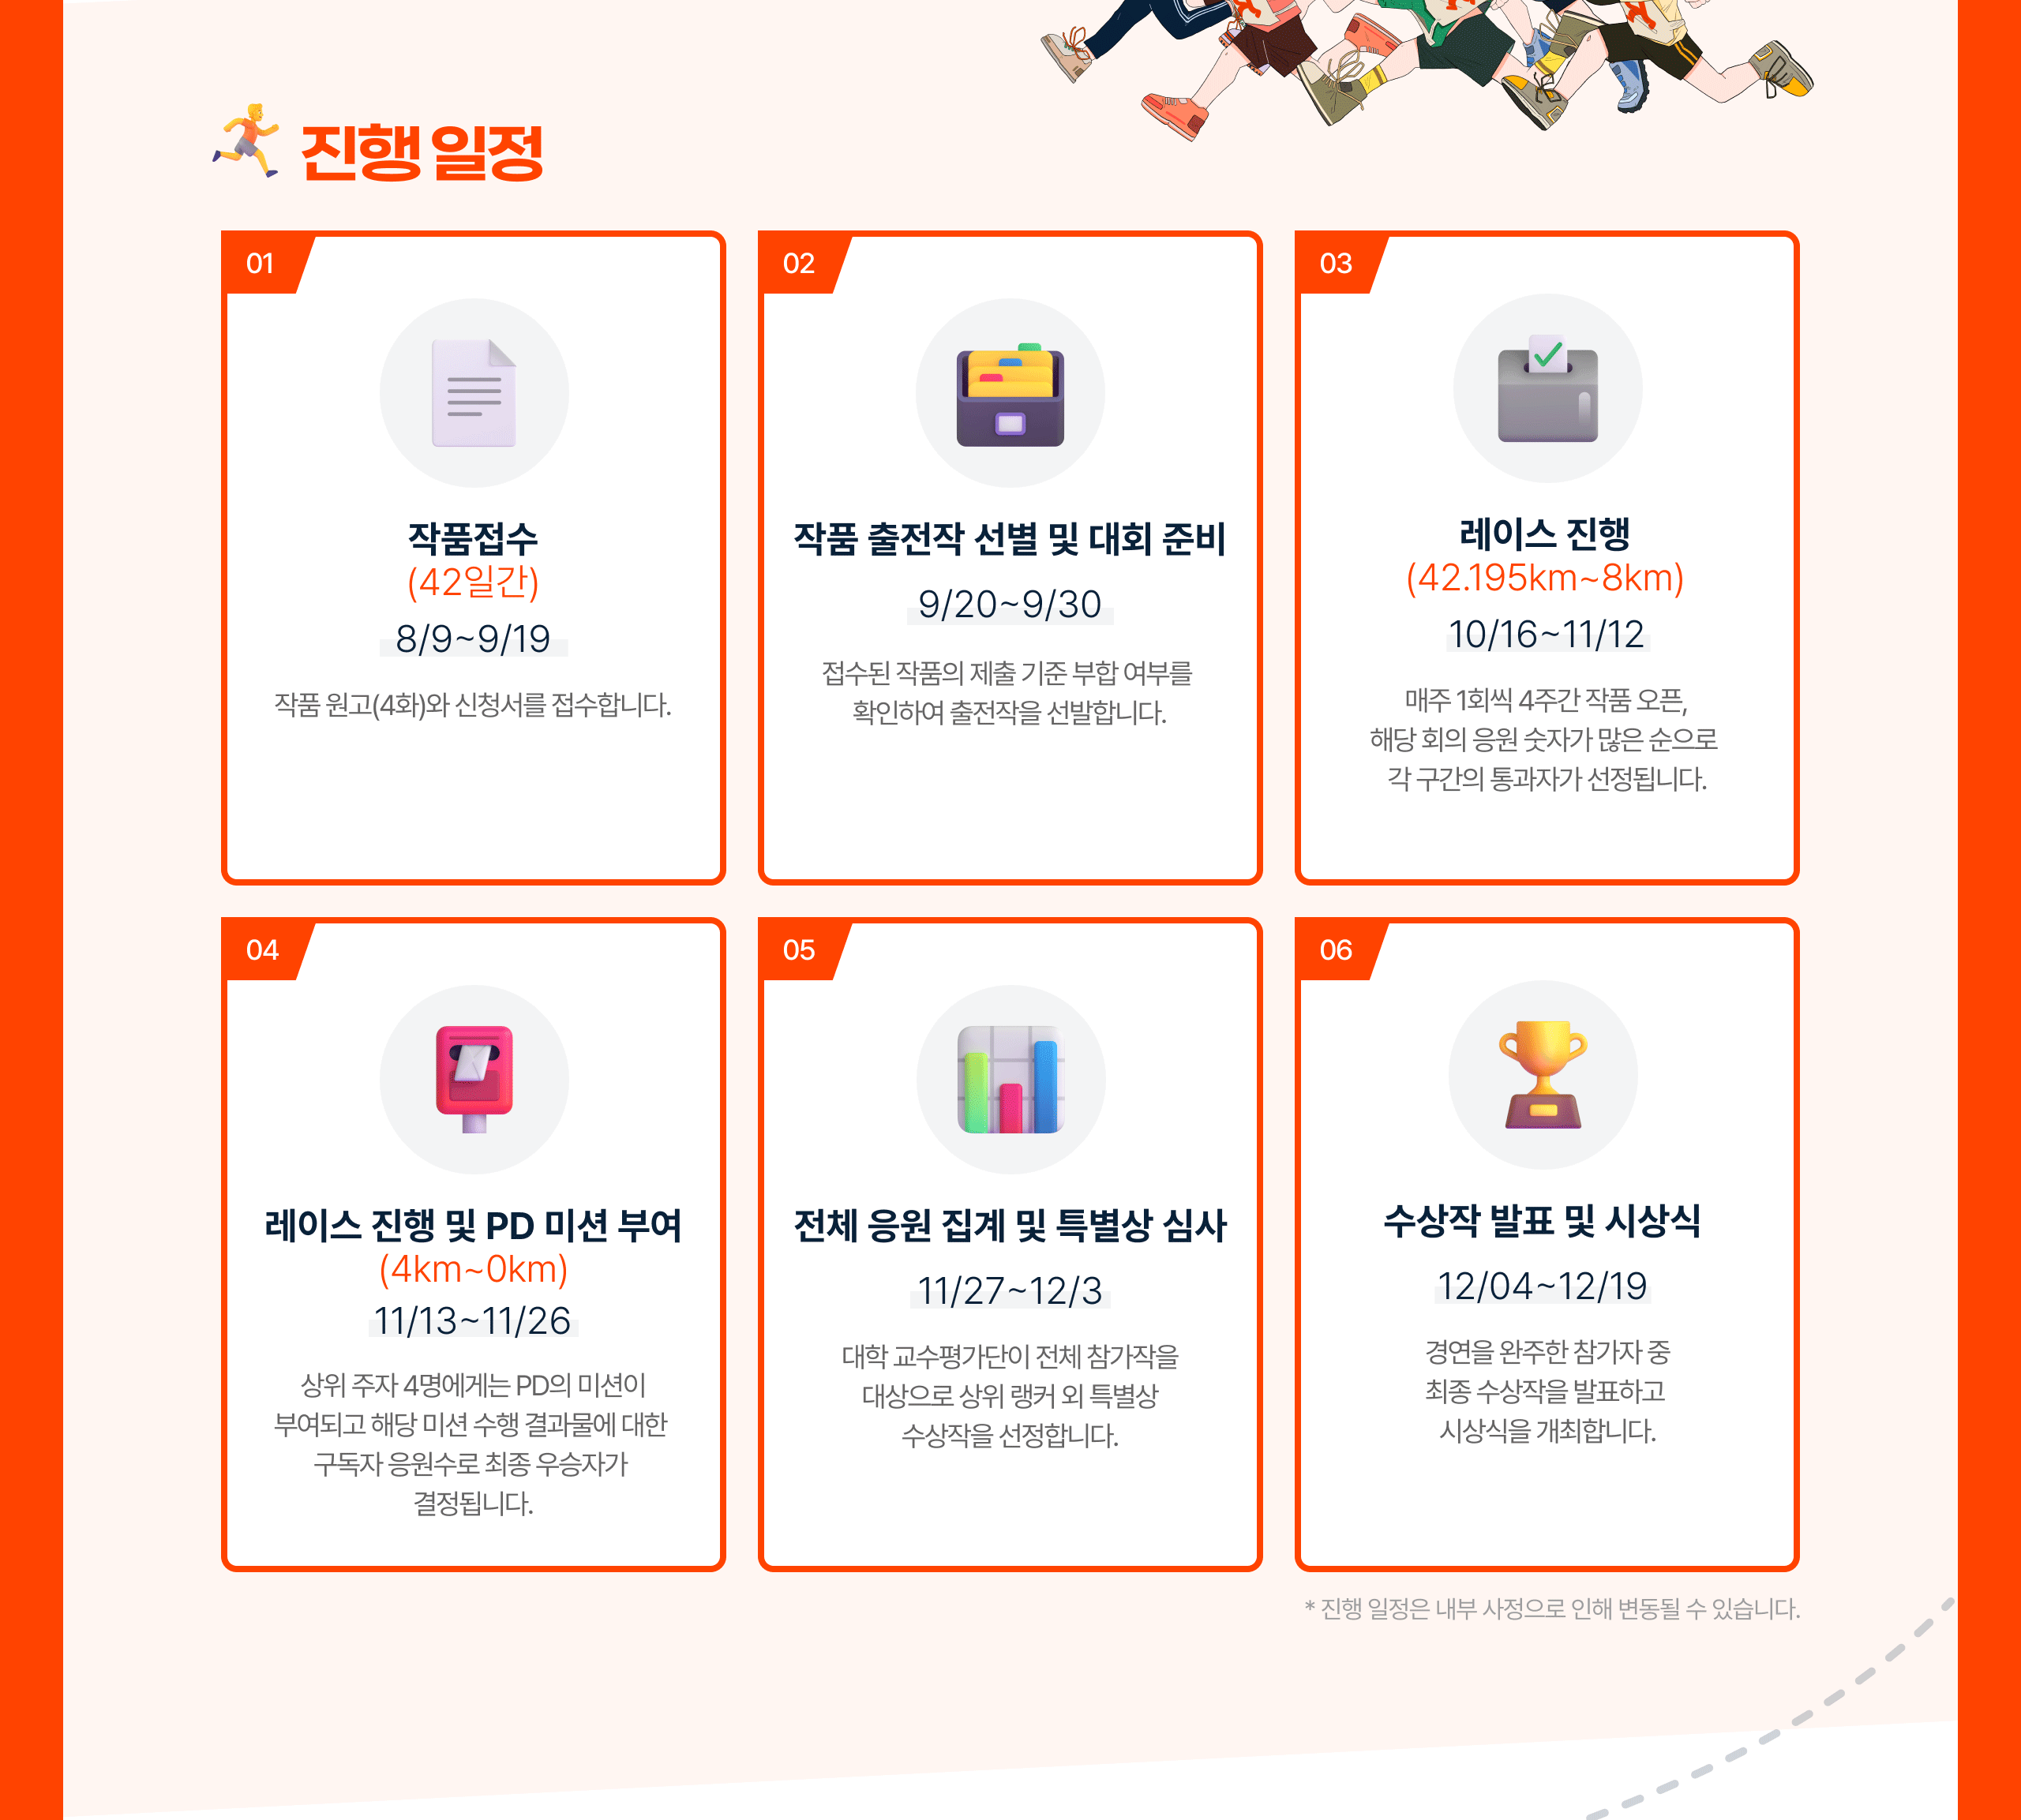 진행 일정
01
작품접수
(42일간)
8/9~9/19
작품 원고(4화)와 신청서를 접수합니다.
02
작품 출전작 선별 및 대회 준비
9/20~9/30
접수된 작품의 제출 기준 부합 여부를
확인하여 출전작을 선발합니다.
03
레이스 진행
(42.195km~8km)
10/16~11/12
매주 1회씩 4주간 작품 오픈,
해당 회의 응원 숫자가 많은 순으로
각 구간의 통과자가 선정됩니다.
04
레이스 진행 및 PD 미션 부여
(4km~0km)
11/13~11/26
상위 주자 4명에게는 PD의 미션이
부여되고 해당 미션 수행 결과물에 대한
구독자 응원수로 최종 우승자가
결정됩니다.
05
전체 응원 집계 및 특별상 심사
11/27~12/3
대학 교수평가단이 전체 참가작을
대상으로 상위 랭커 외 특별상
수상작을 선정합니다.
06
수상작 발표 및 시상식
12/04~12/19
경연을 완주한 참가자 중
최종 수상작을 발표하고
시상식을 개최합니다.
* 진행 일정은 내부 사정으로 인해 변동될 수 있습니다.